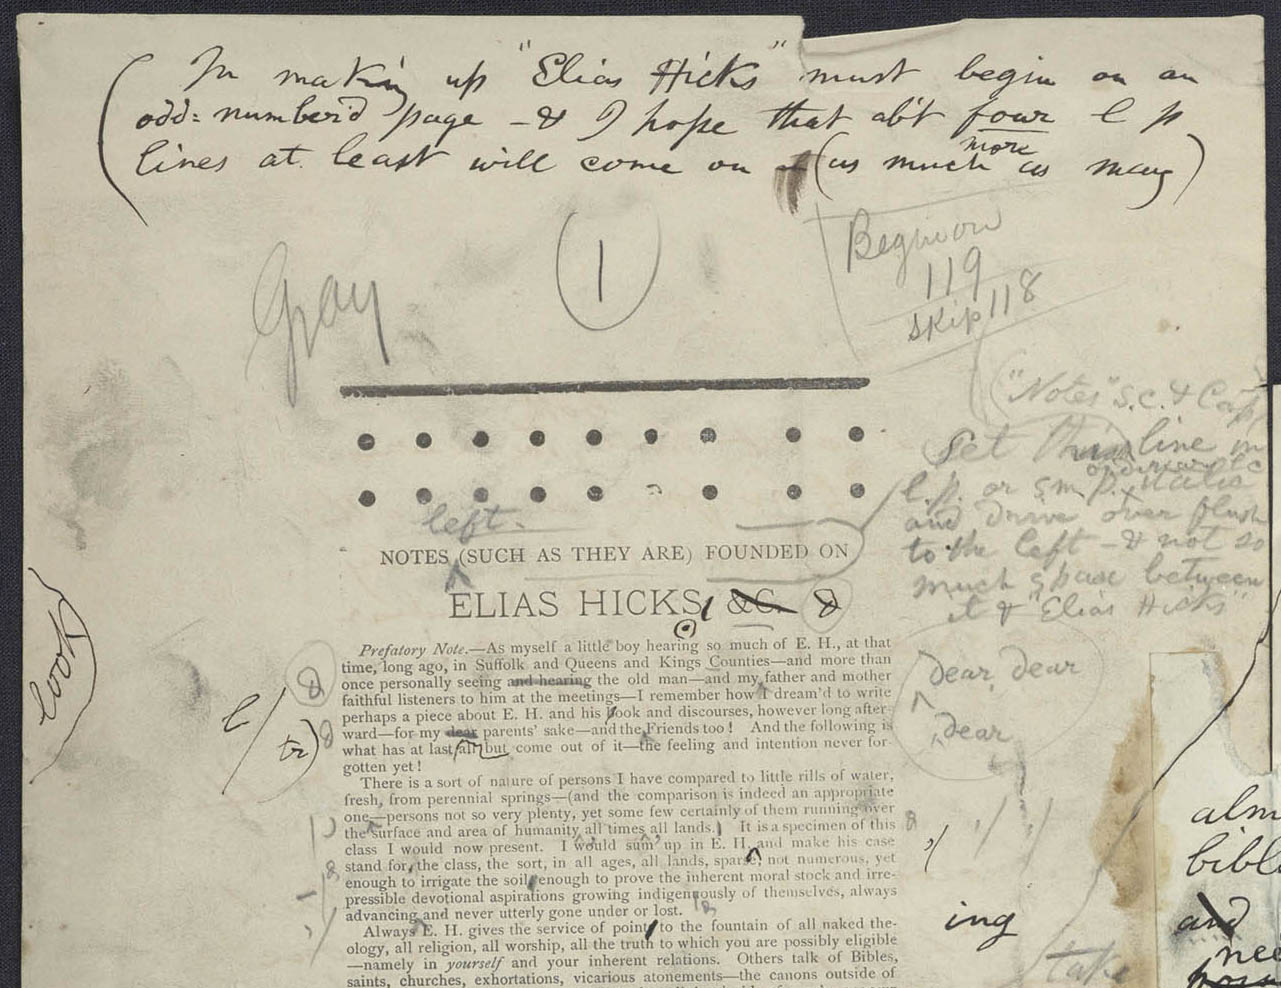 In making up "Elias Hicks" must begin on an
odd-number'd page - & I hope that ab't four l p
lines at least will come on it (as much more as may)
Begin on
119
skip 118
Gray
1
"Notes" s.c. & Cap
Set this line in
l.p. or sm p. italic
and drive over flush
to the left - & not so
much space between
it & "Elias Hicks"
left.
NOTES (SUCH AS THEY ARE) FOUNDED ON
ELIAS HICKS, &C.
look
Prefatory Note.—As myself a little boy hearing so much of E. H., at that
time, long ago, in Suffolk and Queens and Kings Counties—and more than
once personally seeing and hearing the old man—and my father and mother
faithful listeners to him at the meetings—I remember how I dream'd to write
perhaps a piece about E. H. and his look and discourses, however long after-
ward—for my dear parents' sake—and the Friends too! And the following is
what has at last all but come out of it—the feeling and intention never for-
gotten yet!
dear dear
dear
l/
tr)
There is a sort of nature of persons I have compared to little rills of water,
fresh, from perennial springs—(and the comparison is indeed an appropriate
one—persons not so very plenty, yet some few certainly of them running over
the surface and area of humanity all times all lands.) It is a specimen of this
class I would now present. I would sum up in E. H. and make his case
stand for the class, the sort, in all ages, all lands, sparse, not numerous, yet
enough to irrigate the soil enough to prove the inherent moral stock and irre-
pressible devotional aspirations growing indigenously of themselves, always
advancing and never utterly gone under or lost.
Always E. H. gives the service of point to the fountain of all naked the-
ology, all religion, all worship, all the truth to which you are possibly eligible
—namely in yourself and your inherent relations. Others talk of Bibles,
saints, churches, exhortations, vicarious atonements—the canons outside of
ing
take
alm
bibl
and
nee